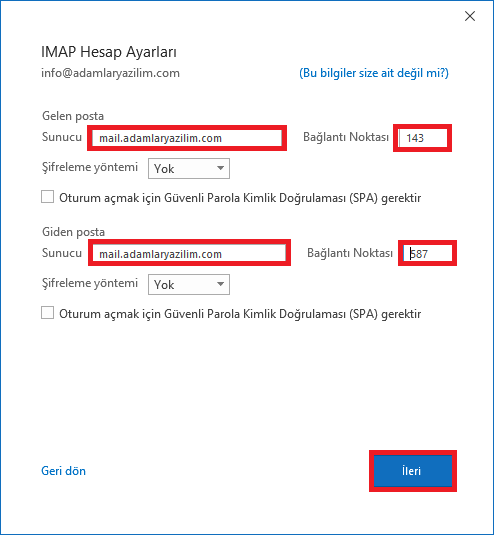 IMAP Hesap Ayarları
info@adamlaryazilim.com (Bu bilgiler size ait değil mi?)
Gelen posta
Sunucu mail.adamlaryazilim.com Bağlantı Noktası 143
Şifreleme yöntemi Yok
Oturum açmak için Güvenli Parola Kimlik Doğrulaması (SPA) gerektir
Giden posta
Sunucu mail.adamlaryazilim.com Bağlantı Noktası 587
Şifreleme yöntemi Yok
Oturum açmak için Güvenli Parola Kimlik Doğrulaması (SPA) gerektir
Geri dön İleri